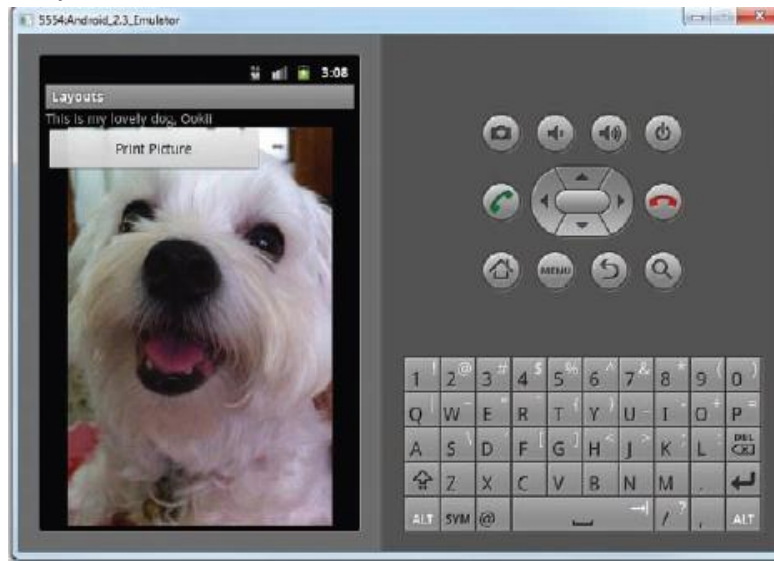 5554:Android_2.3_Emulator
3:08
Layouts
This is my lovely dog, Ookii
Print Picture
MENU
1 ! 2 @ 3 # 4 $ 5 % 6 ^ 7 & 8 * 9 ( 0 )
Q W E R T { Y } U I O P =
A S \ D F [ G ] H < J > K ; L : DEL
Z X C V B N M .
ALT SYM @ / ? , ALT